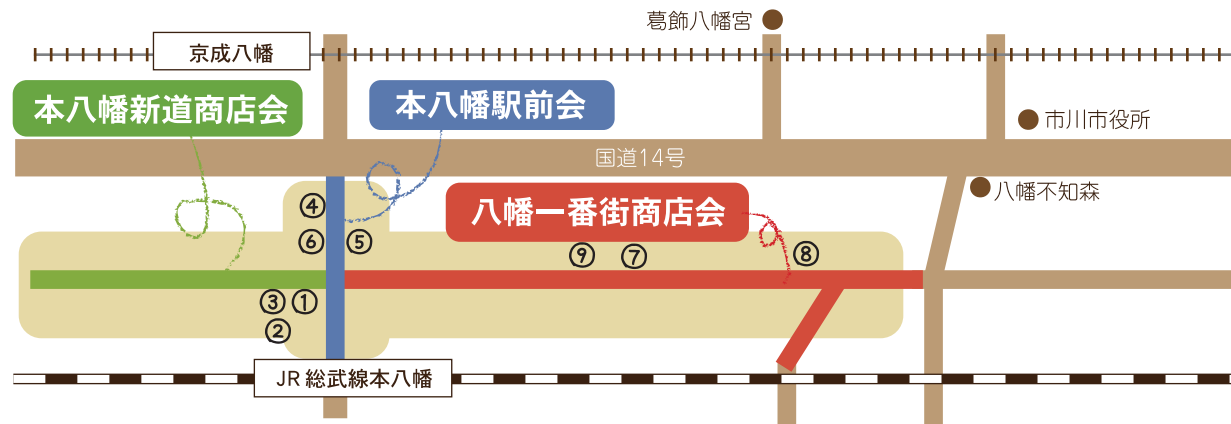 葛飾八幡宮
京成八幡
本八幡新道商店会
本八幡駅前会
市川市役所
国道14号
八幡不知森
八幡一番街商店会
④
⑥
⑤
⑨
⑦
⑧
③
①
②
JR 総武線本八幡